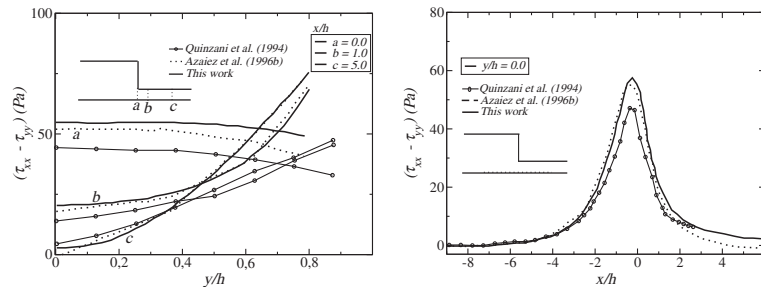 80
50
0
0
0,2
0,4
0,6
0,8
(τxx - τyy) (Pa)
y/h
Quinzani et al. (1994)
Azaiez et al. (1996b)
This work
x/h
a = 0.0
b = 1.0
c = 5.0
a
b
c
a
b
c
80
60
40
20
0
-8
-6
-4
-2
0
2
4
(τxx - τyy) (Pa)
x/h
y/h = 0.0
Quinzani et al. (1994)
Azaiez et al. (1996b)
This work